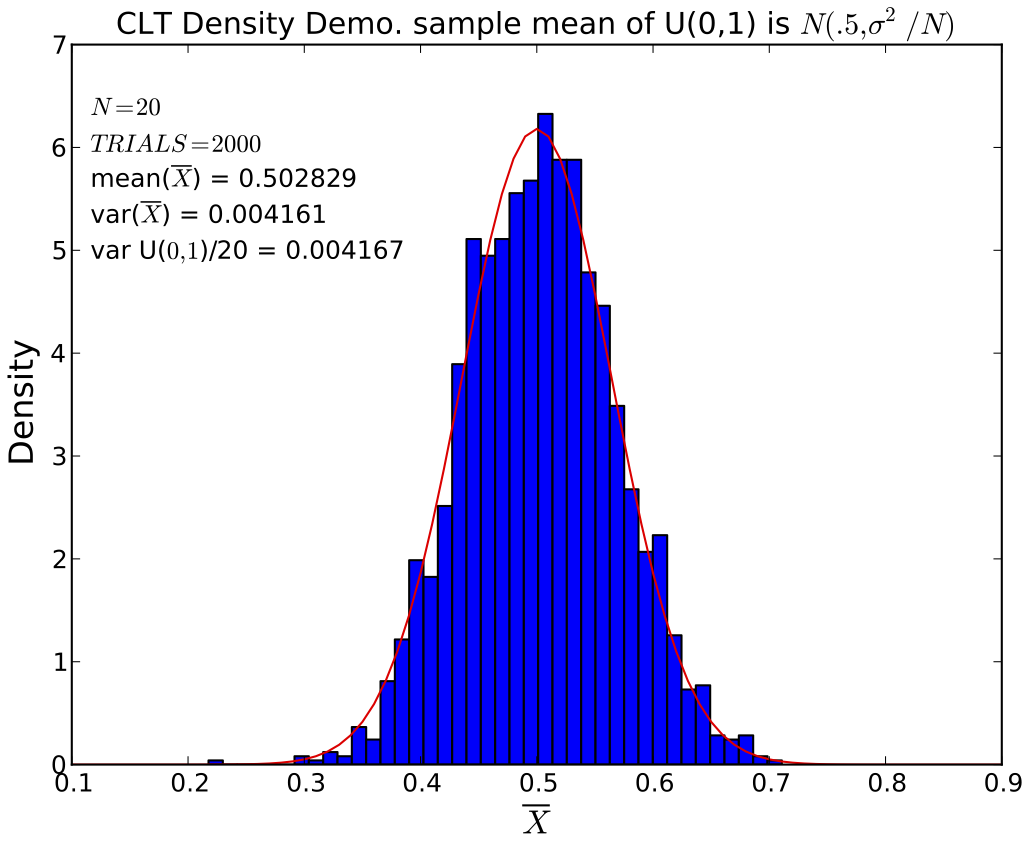 CLT Density Demo. sample mean of U(0,1) is N(.5,σ² /N)
7
N=20
TRIALS=2000
mean(X̅) = 0.502829
var(X̅) = 0.004161
var U(0,1)/20 = 0.004167
6
5
4
3
2
1
0
Density
0.1 0.2 0.3 0.4 0.5 0.6 0.7 0.8 0.9
X̅